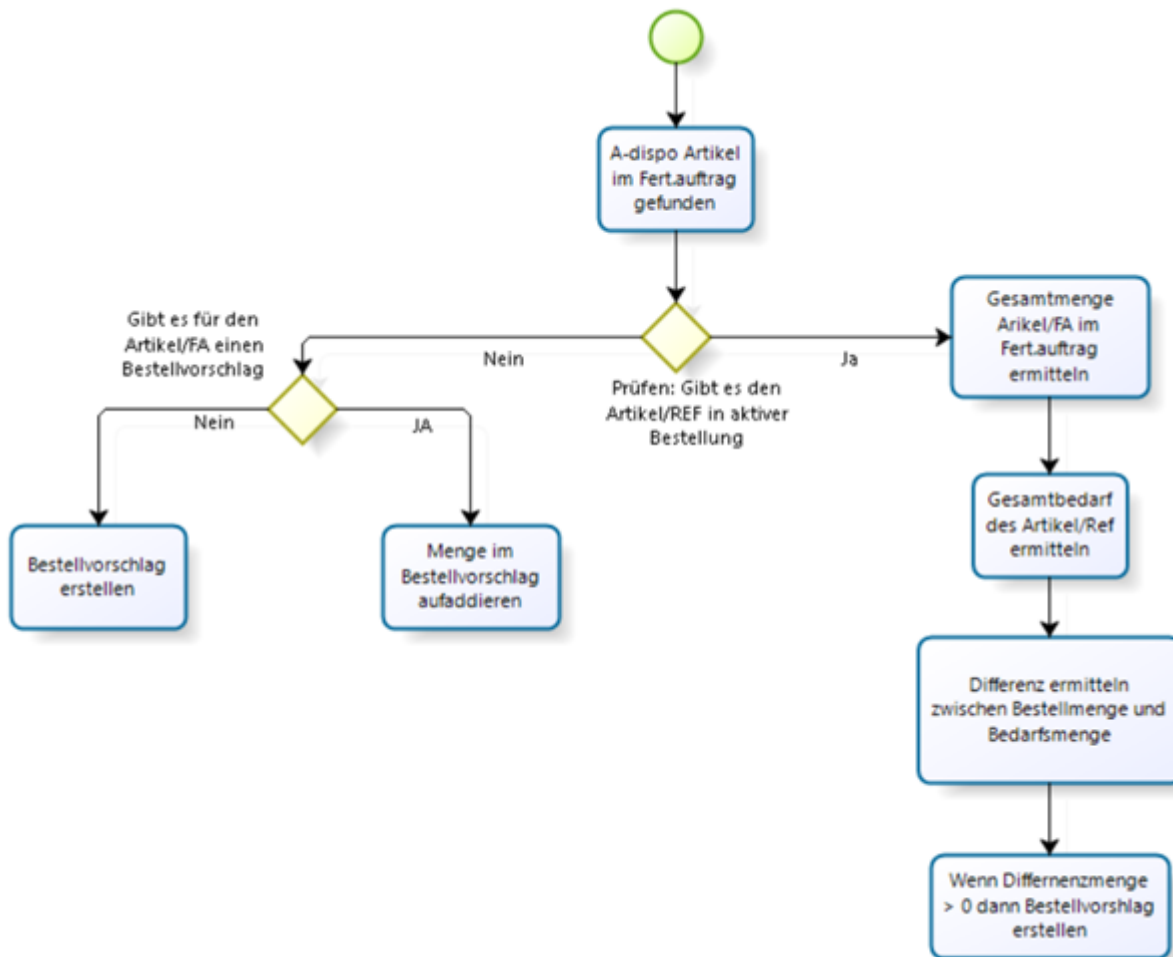 A-dispo Artikel
im Fert.auftrag
gefunden
Gibt es für den
Artikel/FA einen
Bestellvorschlag
Nein
Ja
Prüfen: Gibt es den
Artikel/REF in aktiver
Bestellung
Gesamtmenge
Arikel/FA im
Fert.auftrag
ermitteln
Nein
JA
Bestellvorschlag
erstellen
Menge im
Bestellvorschlag
aufaddieren
Gesamtbedarf
des Artikel/Ref
ermitteln
Differenz ermitteln
zwischen Bestellmenge und
Bedarfsmenge
Wenn Differnenzmenge
> 0 dann Bestellvorshlag
erstellen